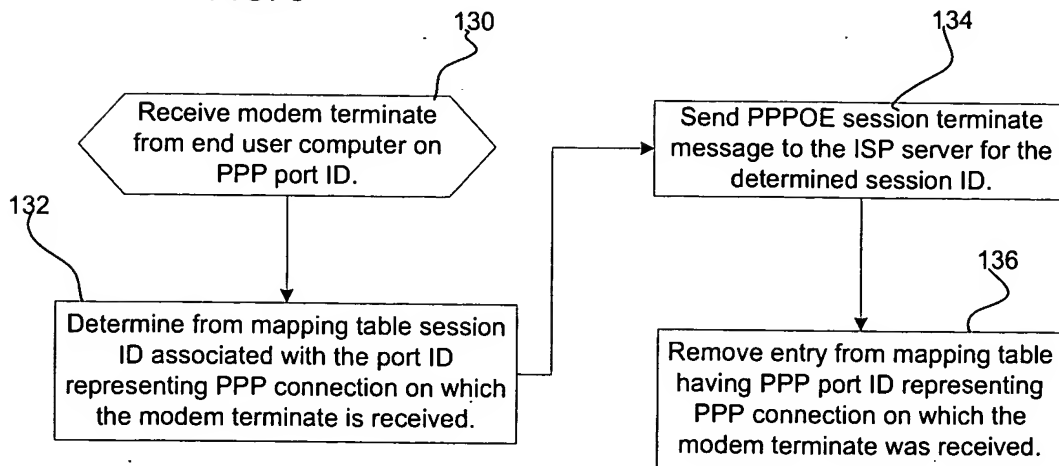 130
Receive modem terminate
from end user computer on
PPP port ID.
132
Determine from mapping table session
ID associated with the port ID
representing PPP connection on which
the modem terminate is received.
134
Send PPPOE session terminate
message to the ISP server for the
determined session ID.
136
Remove entry from mapping table
having PPP port ID representing
PPP connection on which the
modem terminate was received.